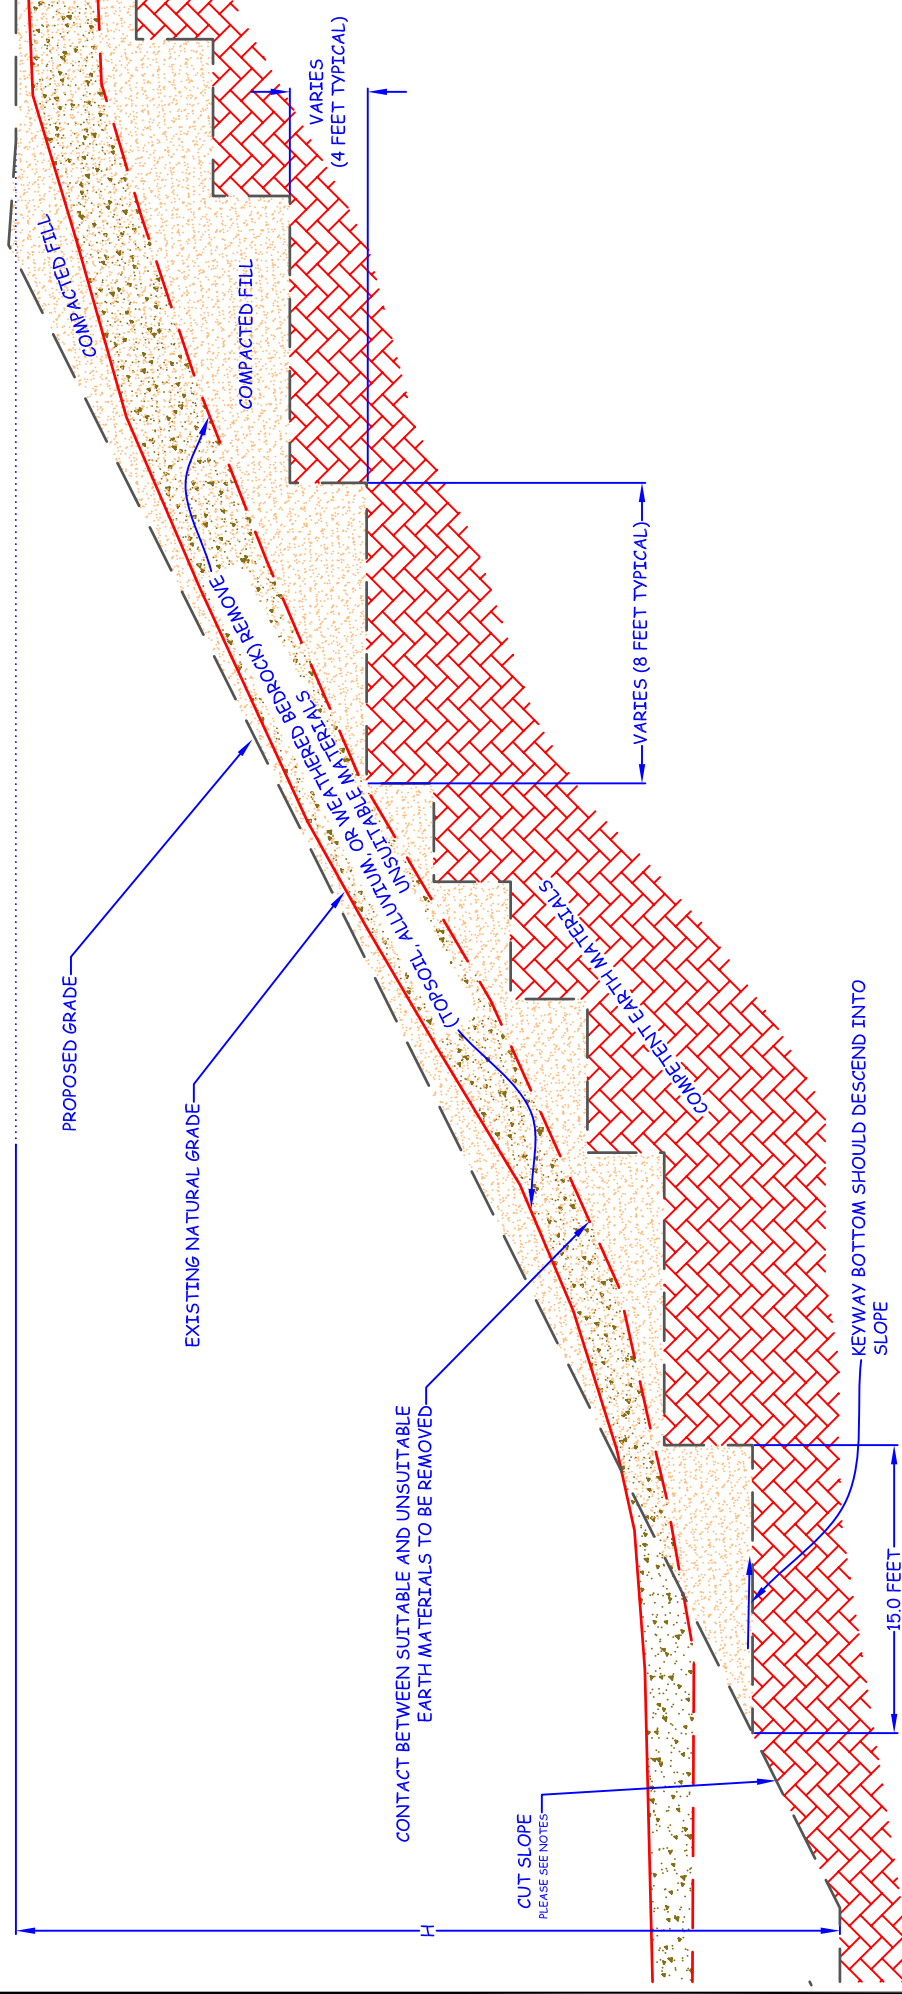 COMPACTED FILL
COMPACTED FILL
VARIES
(4 FEET TYPICAL)
VARIES (8 FEET TYPICAL)
PROPOSED GRADE
EXISTING NATURAL GRADE
(TOPSOIL, ALLUVIUM, OR WEATHERED BEDROCK) REMOVE
UNSUITABLE MATERIALS
COMPETENT EARTH MATERIALS
CONTACT BETWEEN SUITABLE AND UNSUITABLE
EARTH MATERIALS TO BE REMOVED
KEYWAY BOTTOM SHOULD DESCEND INTO
SLOPE
15.0 FEET
CUT SLOPE
PLEASE SEE NOTES
H